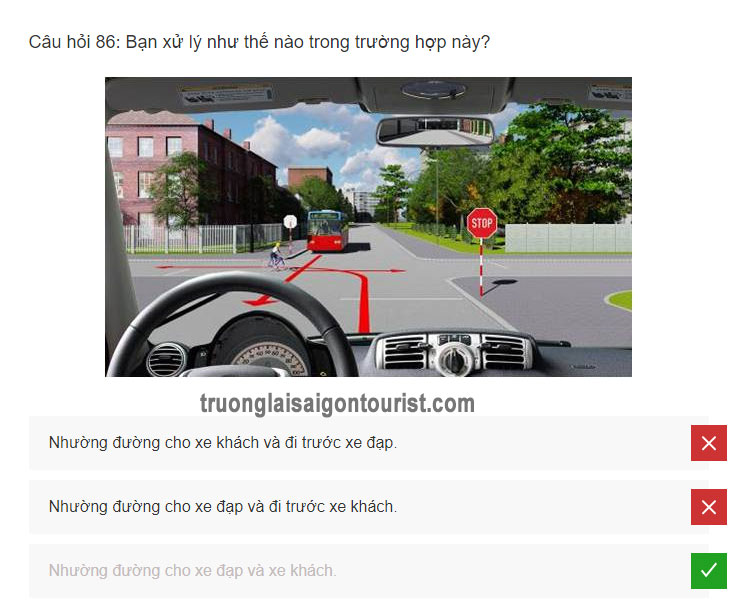 Câu hỏi 86: Bạn xử lý như thế nào trong trường hợp này?
STOP
truonglaisaigontourist.com
Nhường đường cho xe khách và đi trước xe đạp.
Nhường đường cho xe đạp và đi trước xe khách.
Nhường đường cho xe đạp và xe khách.